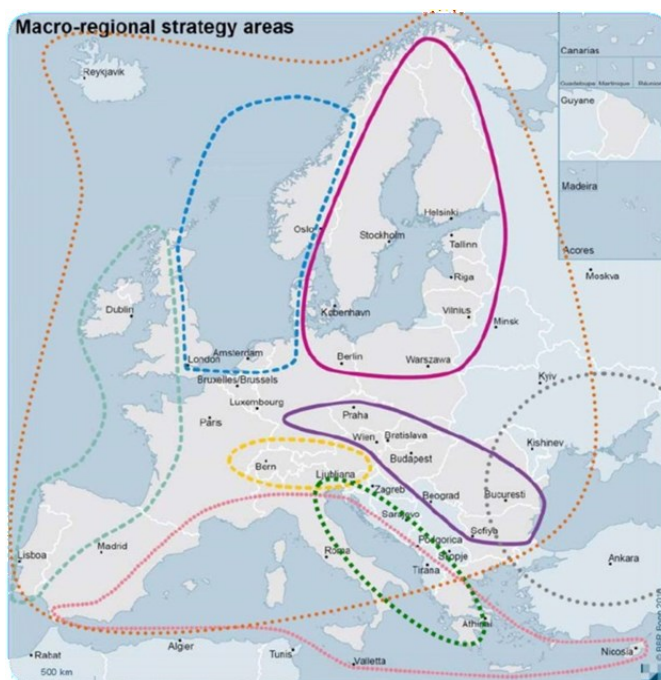 Macro-regional strategy areas
Canarias
Guadeloupe Martinique Réunion
Guyane
Madeira
Acores
Reykjavik
Oslo
Helsinki
Stockholm
Tallinn
Riga
Moskva
Dublin
København
Vilnius
Minsk
London
Amsterdam
Berlin
Warszawa
Bruxelles/Brussels
Luxembourg
Kyiv
Paris
Praha
Wien
Bratislava
Budapest
Kishinev
Bern
Ljubljana
Zagreb
Beograd
Bucuresti
Sarajevo
Sofiya
Madrid
Lisboa
Roma
Podgorica
Skopje
Tirana
Ankara
Athinai
Rabat
Alger
Tunis
Valletta
Nicosia
500 km